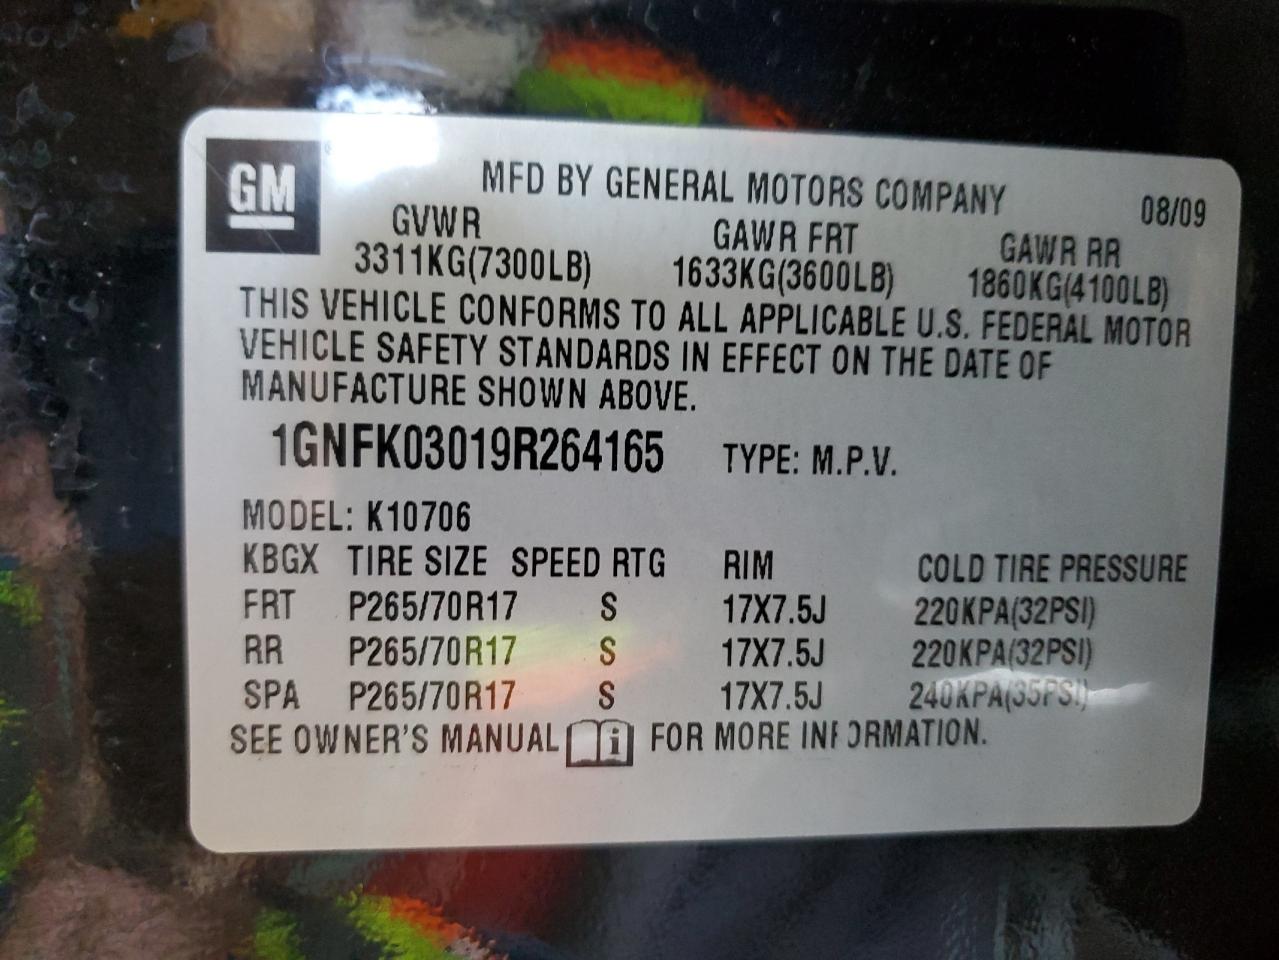 GM
MFD BY GENERAL MOTORS COMPANY 08/09
GVWR GAWR FRT GAWR RR
3311KG(7300LB) 1633KG(3600LB) 1860KG(4100LB)
THIS VEHICLE CONFORMS TO ALL APPLICABLE U.S. FEDERAL MOTOR
VEHICLE SAFETY STANDARDS IN EFFECT ON THE DATE OF
MANUFACTURE SHOWN ABOVE.
1GNFK03019R264165 TYPE: M.P.V.
MODEL: K10706
KBGX TIRE SIZE SPEED RTG RIM COLD TIRE PRESSURE
FRT P265/70R17 S 17X7.5J 220KPA(32PSI)
RR P265/70R17 S 17X7.5J 220KPA(32PSI)
SPA P265/70R17 S 17X7.5J 240KPA(35PSI)
SEE OWNER'S MANUAL i FOR MORE INFORMATION.